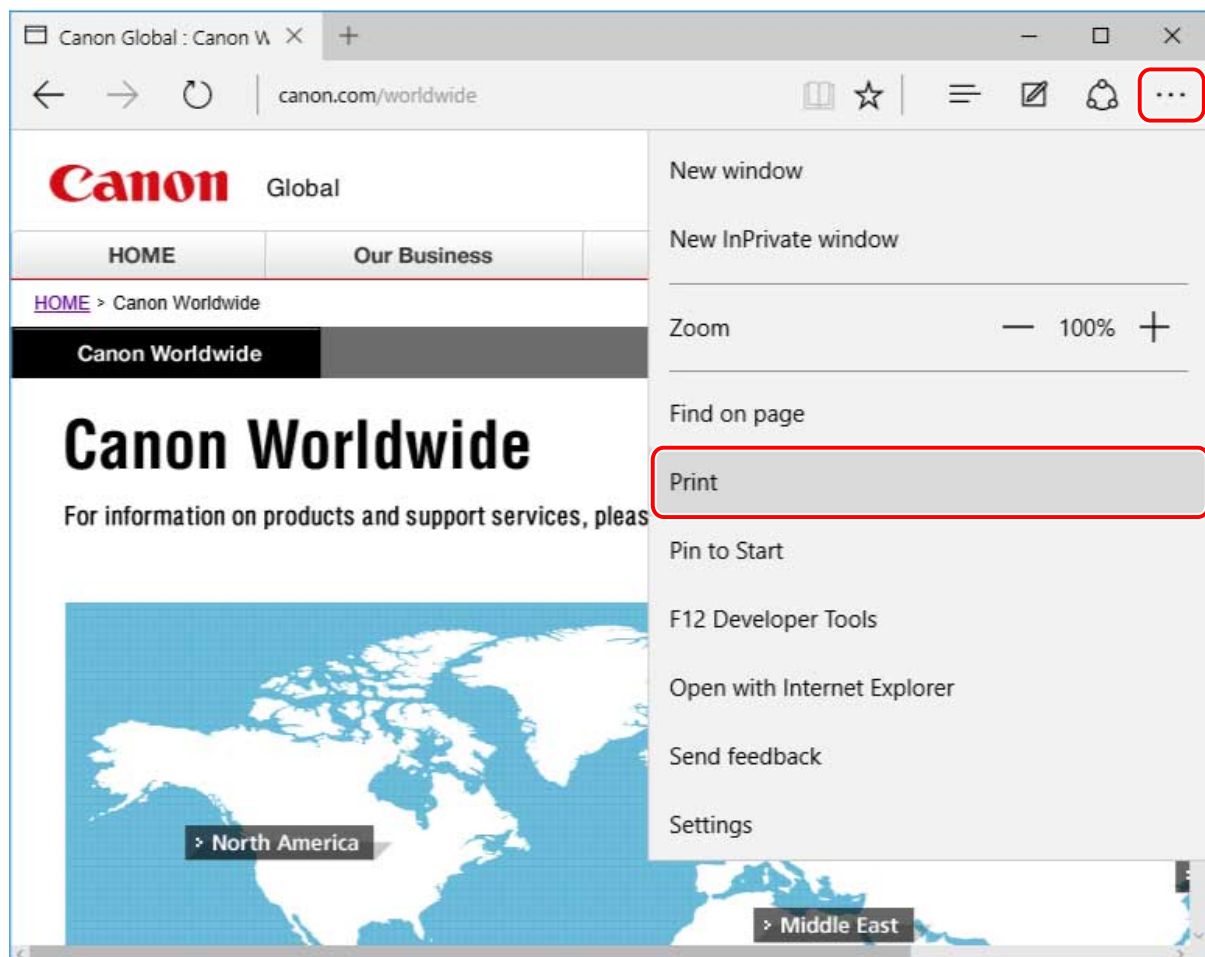 Canon Global : Canon W
canon.com/worldwide
Canon Global
HOME Our Business
HOME > Canon Worldwide
Canon Worldwide
Canon Worldwide
For information on products and support services, pleas
North America
Middle East
New window
New InPrivate window
Zoom 100%
Find on page
Print
Pin to Start
F12 Developer Tools
Open with Internet Explorer
Send feedback
Settings